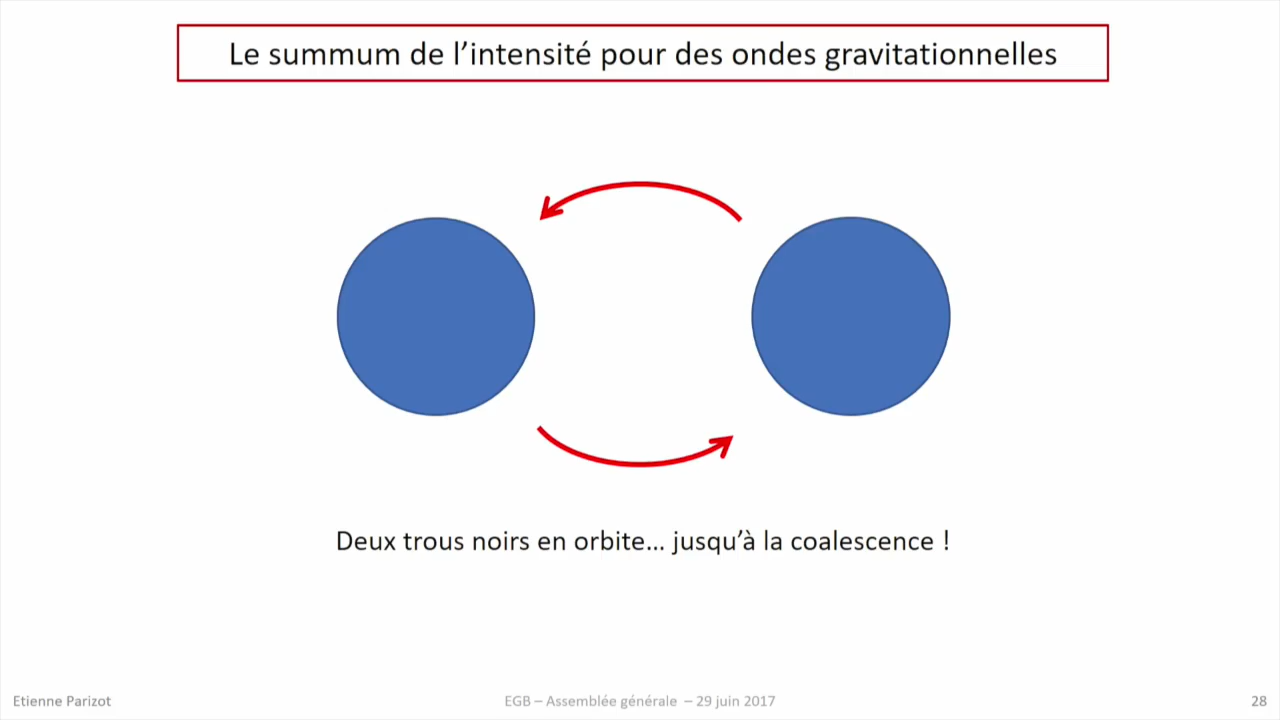 Le summum de l’intensité pour des ondes gravitationnelles
Deux trous noirs en orbite... jusqu’à la coalescence !
Etienne Parizot
EGB – Assemblée générale – 29 juin 2017
28